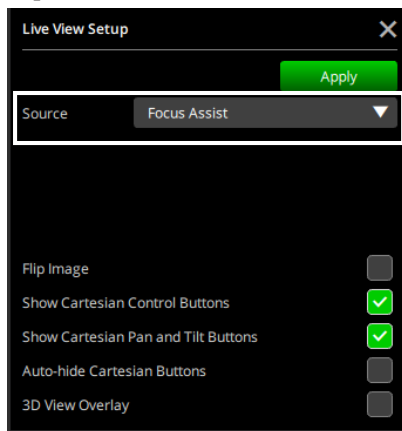 Live View Setup
Apply
Source Focus Assist
Flip Image
Show Cartesian Control Buttons
Show Cartesian Pan and Tilt Buttons
Auto-hide Cartesian Buttons
3D View Overlay